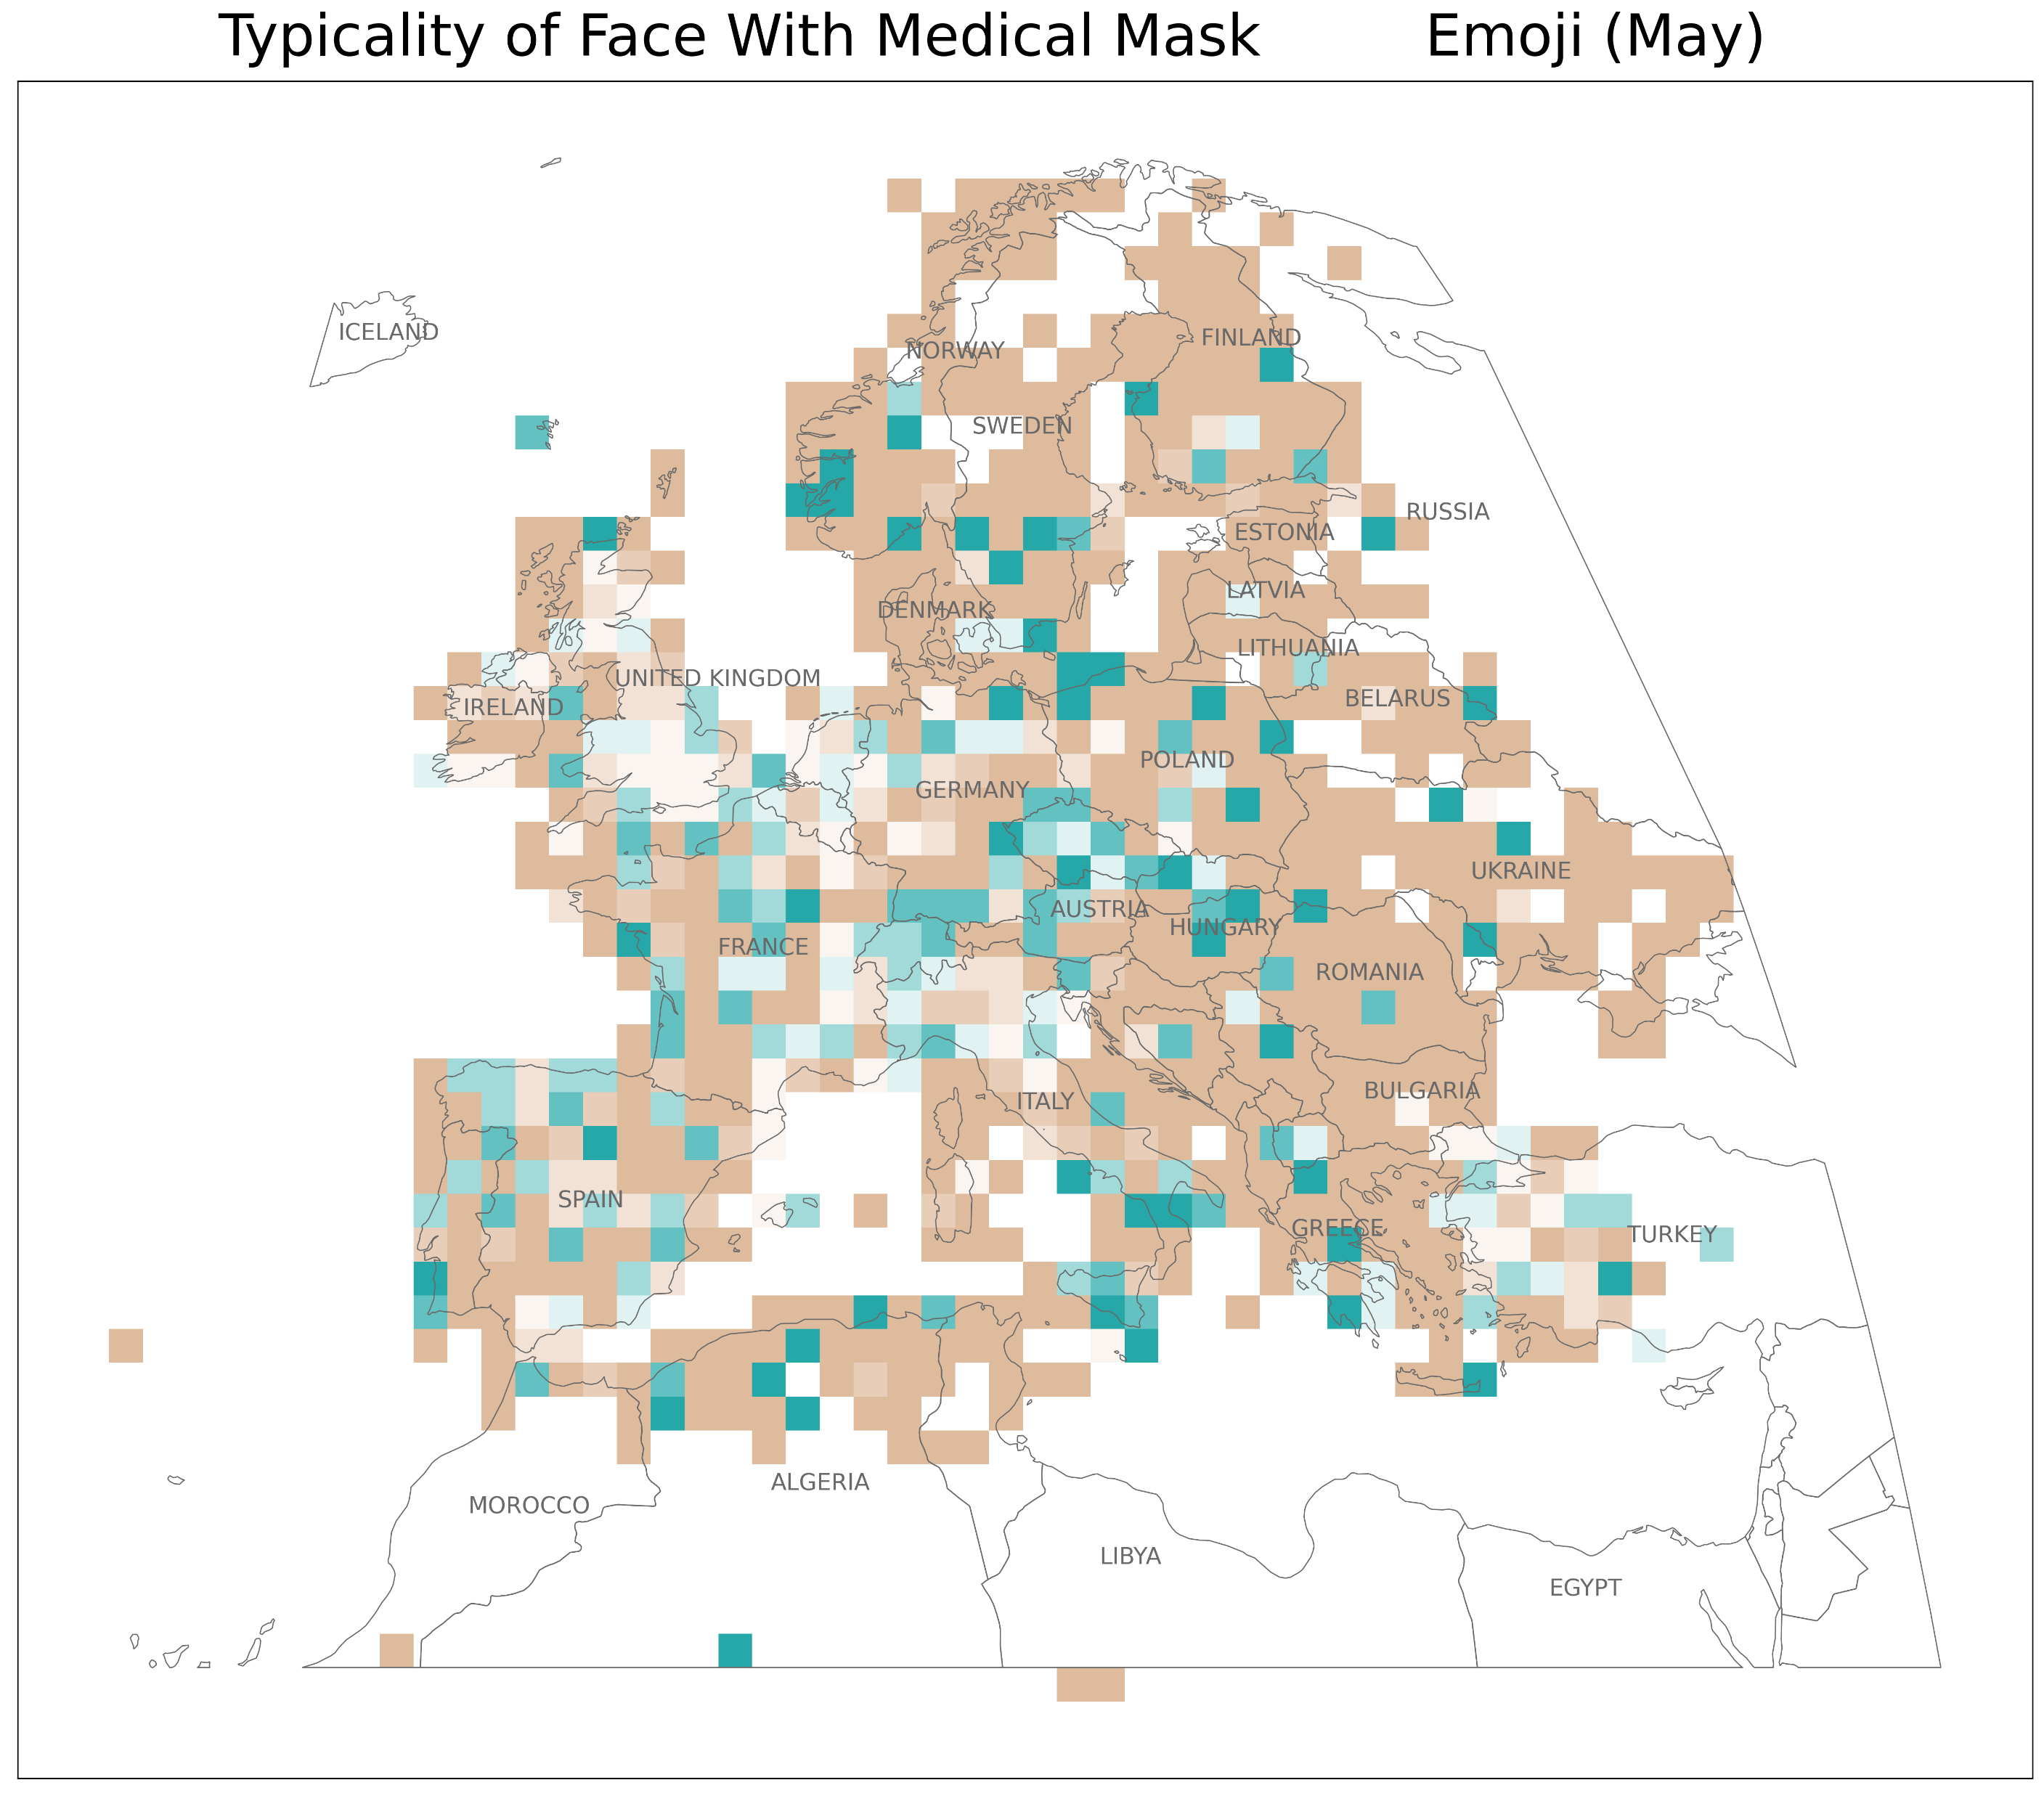 Typicality of Face With Medical Mask Emoji (May)
ICELAND
NORWAY
FINLAND
SWEDEN
RUSSIA
ESTONIA
LATVIA
DENMARK
LITHUANIA
UNITED KINGDOM
IRELAND
BELARUS
POLAND
GERMANY
UKRAINE
AUSTRIA
HUNGARY
FRANCE
ROMANIA
BULGARIA
ITALY
SPAIN
GREECE
TURKEY
ALGERIA
MOROCCO
LIBYA
EGYPT